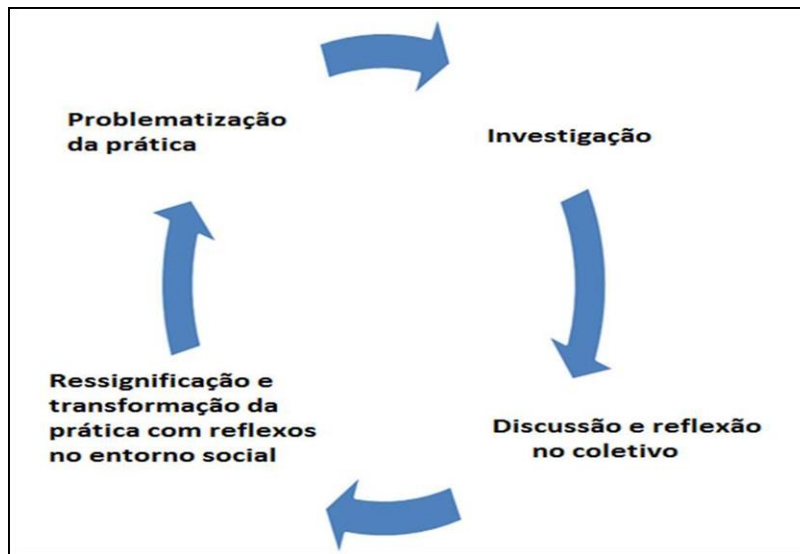 Problematização
da prática
Investigação
Discussão e reflexão
no coletivo
Ressignificação e
transformação da
prática com reflexos
no entorno social